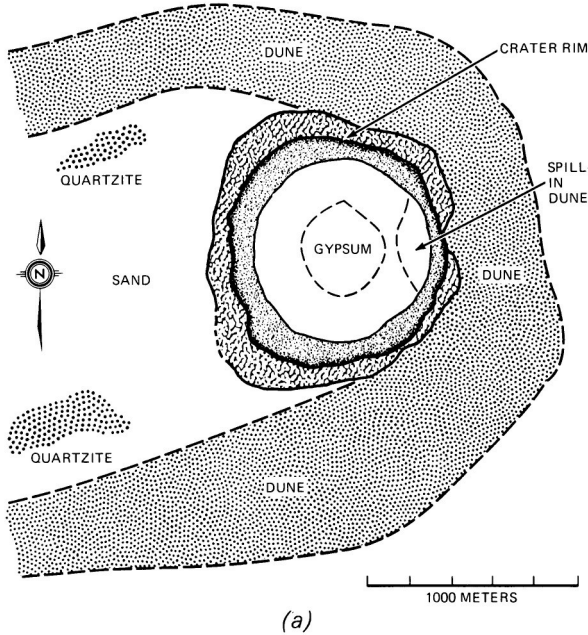 DUNE
CRATER RIM
SPILL
IN
DUNE
QUARTZITE
GYPSUM
N
SAND
DUNE
QUARTZITE
DUNE
1000 METERS
(a)